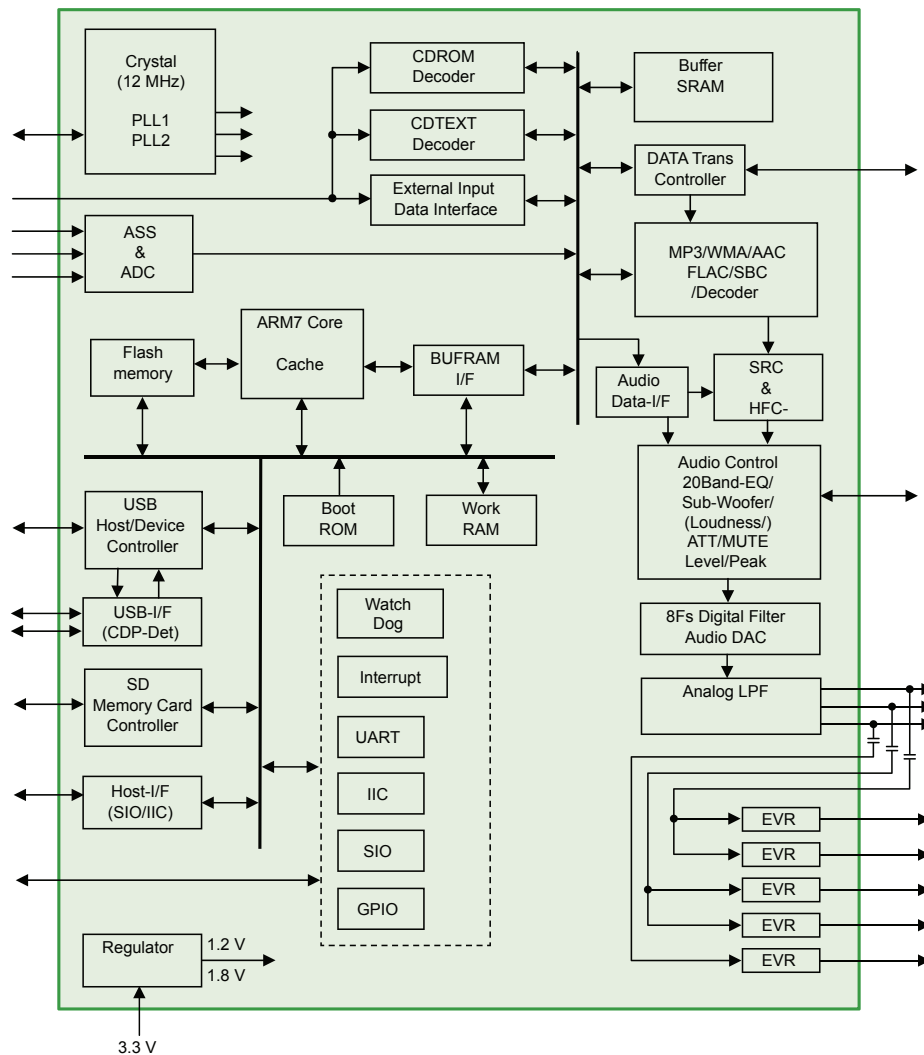 Crystal
(12 MHz)
PLL1
PLL2
CDROM
Decoder
CDTEXT
Decoder
External Input
Data Interface
Buffer
SRAM
DATA Trans
Controller
ASS
&
ADC
MP3/WMA/AAC
FLAC/SBC
/Decoder
Flash
memory
ARM7 Core
Cache
BUFRAM
I/F
Audio
Data-I/F
SRC
&
HFC-
USB
Host/Device
Controller
Boot
ROM
Work
RAM
Audio Control
20Band-EQ/
Sub-Woofer/
(Loudness/)
ATT/MUTE
Level/Peak
USB-I/F
(CDP-Det)
Watch
Dog
8Fs Digital Filter
Audio DAC
SD
Memory Card
Controller
Interrupt
Analog LPF
UART
Host-I/F
(SIO/IIC)
IIC
SIO
GPIO
EVR
EVR
EVR
EVR
EVR
Regulator
1.2 V
1.8 V
3.3 V